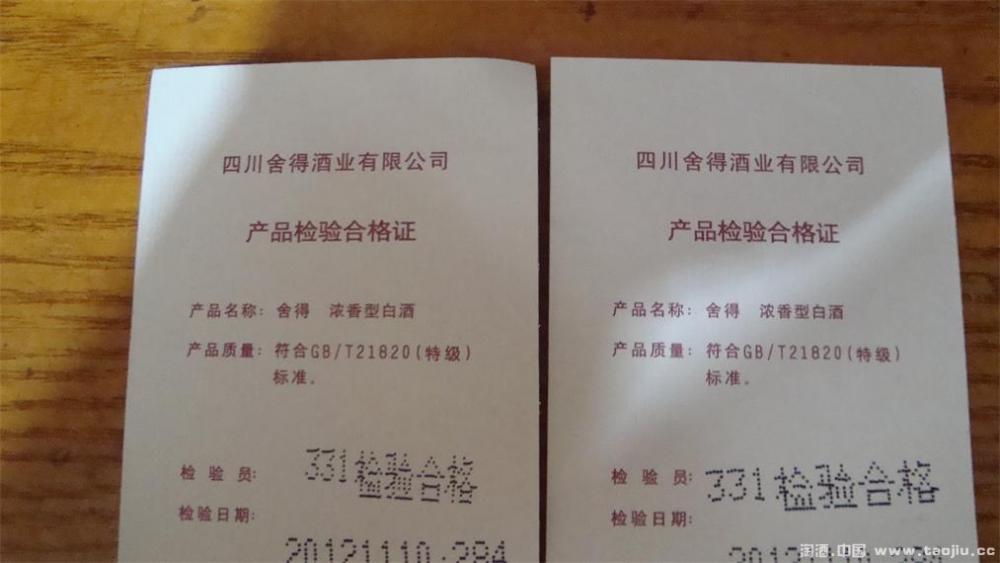 四川舍得酒业有限公司
产品检验合格证
产品名称：舍得 浓香型白酒
产品质量：符合GB/T21820(特级)
标准。
检 验 员： 331检验合格
检验日期：
20121110·284
四川舍得酒业有限公司
产品检验合格证
产品名称：舍得 浓香型白酒
产品质量：符合GB/T21820(特级)
标准。
检 验 员： 331检验合格
检验日期：
淘酒.中国 www.taojiu.cc